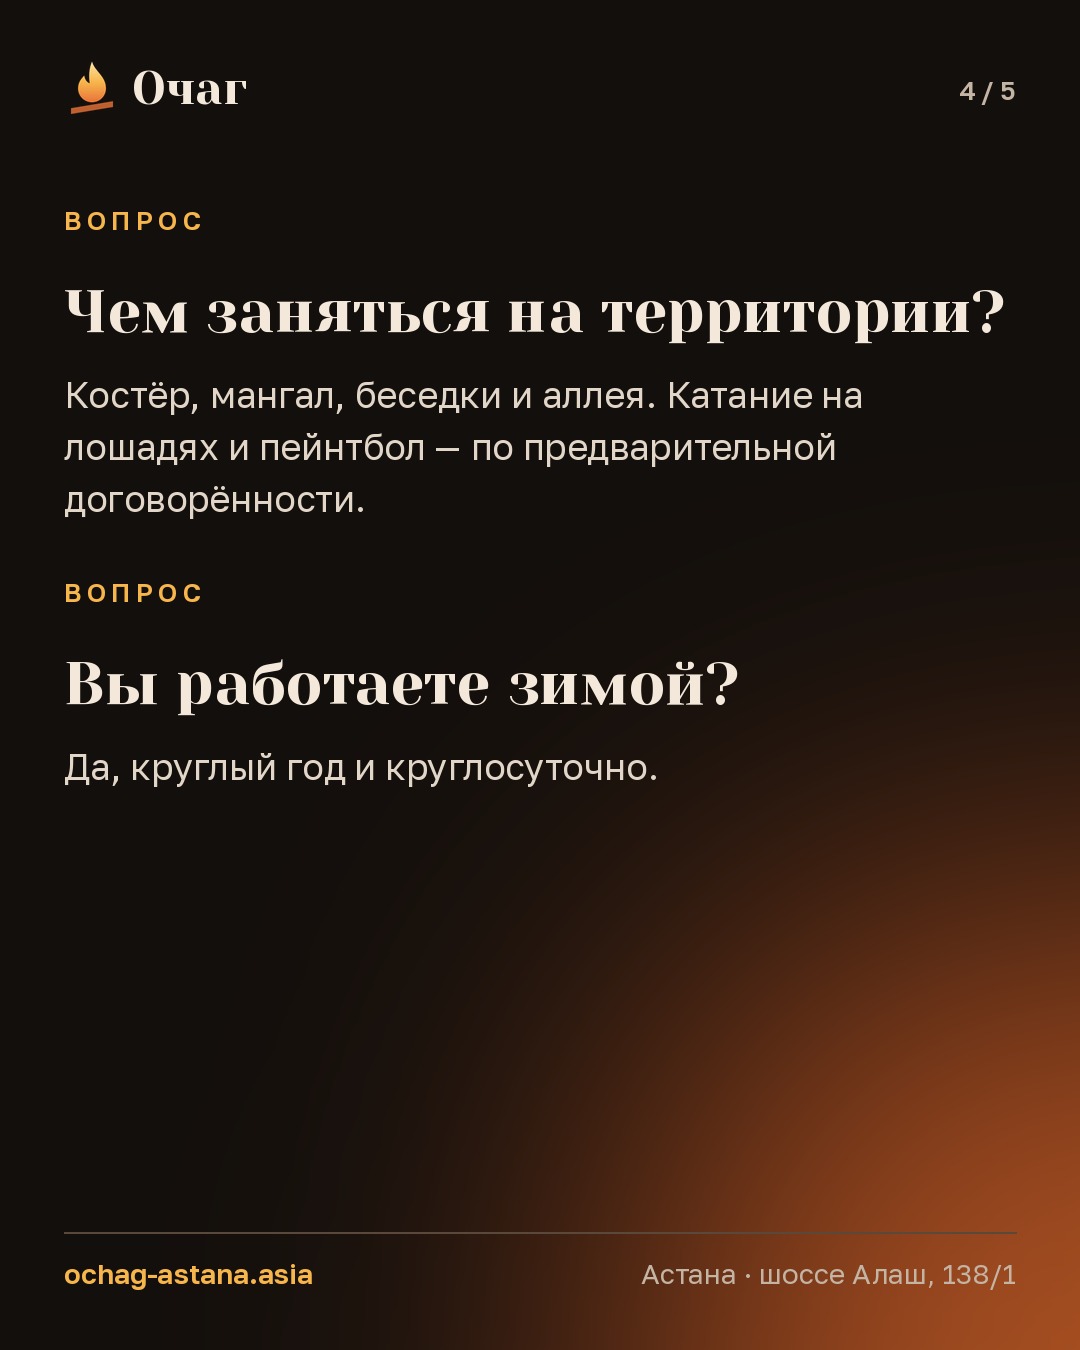 Очаг
4 / 5
ВОПРОС
Чем заняться на территории?
Костёр, мангал, беседки и аллея. Катание на
лошадях и пейнтбол — по предварительной
договорённости.
ВОПРОС
Вы работаете зимой?
Да, круглый год и круглосуточно.
ochag-astana.asia
Астана · шоссе Алаш, 138/1